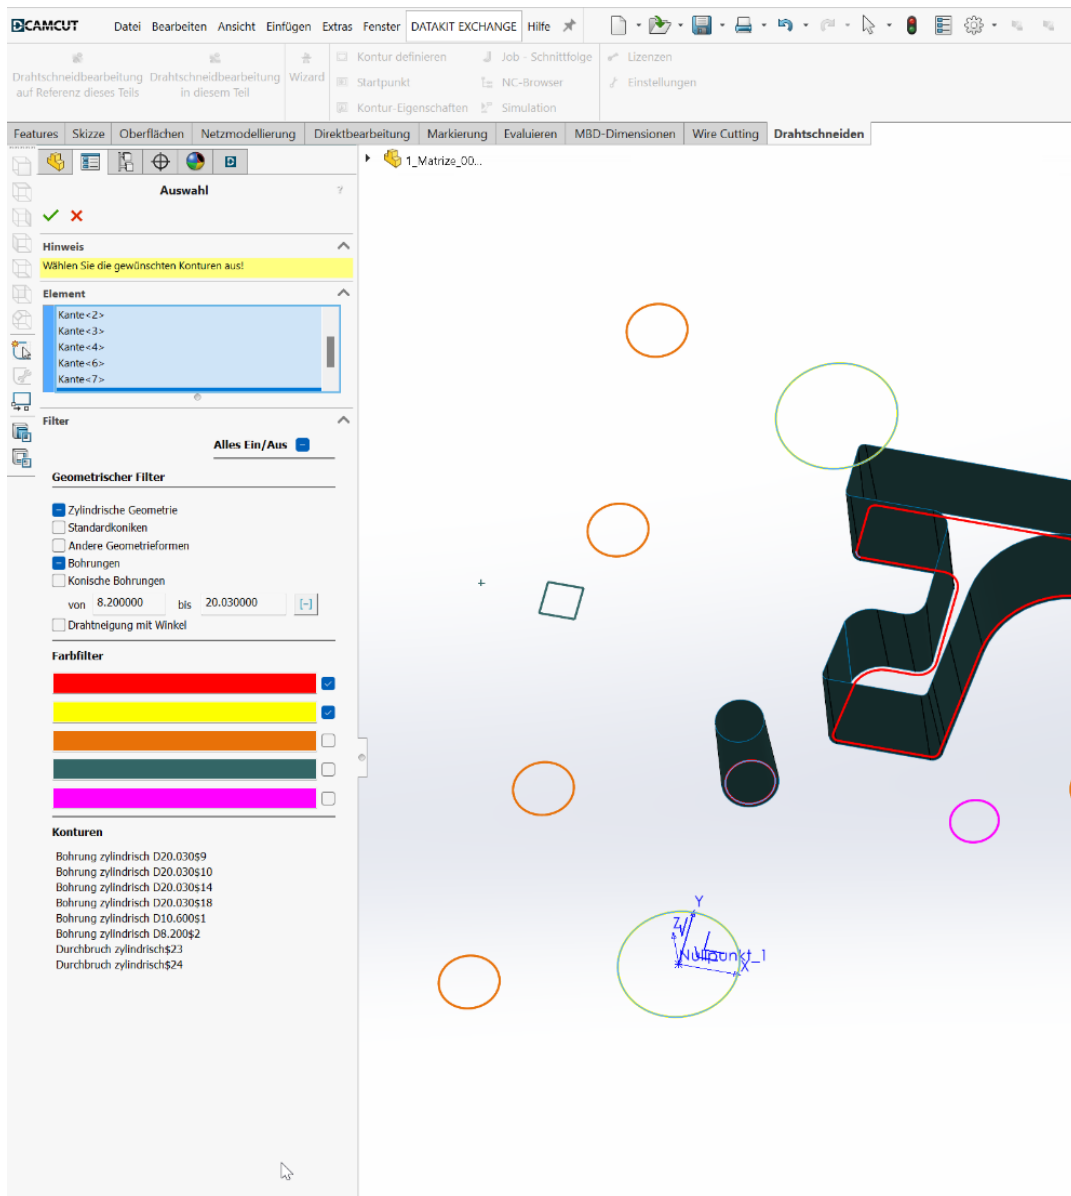 DCAMCUT Datei Bearbeiten Ansicht Einfügen Extras Fenster DATAKIT EXCHANGE Hilfe
Drahtschneidbearbeitung auf Referenz dieses Teils
Drahtschneidbearbeitung in diesem Teil
Wizard
Kontur definieren
Startpunkt
Kontur-Eigenschaften
Job - Schnittfolge
NC-Browser
Simulation
Lizenzen
Einstellungen
Features Skizze Oberflächen Netzmodellierung Direktbearbeitung Markierung Evaluieren MBD-Dimensionen Wire Cutting Drahtschneiden
1_Matrize_00...
Auswahl ?
Hinweis
Wählen Sie die gewünschten Konturen aus!
Element
Kante<2>
Kante<3>
Kante<4>
Kante<6>
Kante<7>
Filter
Alles Ein/Aus
Geometrischer Filter
Zylindrische Geometrie
Standardkoniken
Andere Geometrieformen
Bohrungen
Konische Bohrungen
von 8.200000 bis 20.030000 [-]
Drahtneigung mit Winkel
Farbfilter
Konturen
Bohrung zylindrisch D20.030$9
Bohrung zylindrisch D20.030$10
Bohrung zylindrisch D20.030$14
Bohrung zylindrisch D20.030$18
Bohrung zylindrisch D10.600$1
Bohrung zylindrisch D8.200$2
Durchbruch zylindrisch$23
Durchbruch zylindrisch$24
Y
Z
Nullpunkt_1
X